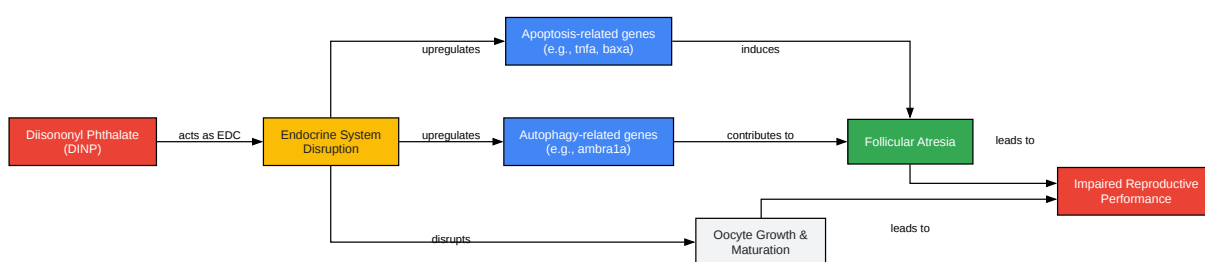 Apoptosis-related genes
(e.g., tnfa, baxa)
upregulates
induces
Diisononyl Phthalate
(DINP)
acts as EDC
Endocrine System
Disruption
upregulates
Autophagy-related genes
(e.g., ambra1a)
contributes to
Follicular Atresia
leads to
Impaired Reproductive
Performance
disrupts
Oocyte Growth &
Maturation
leads to